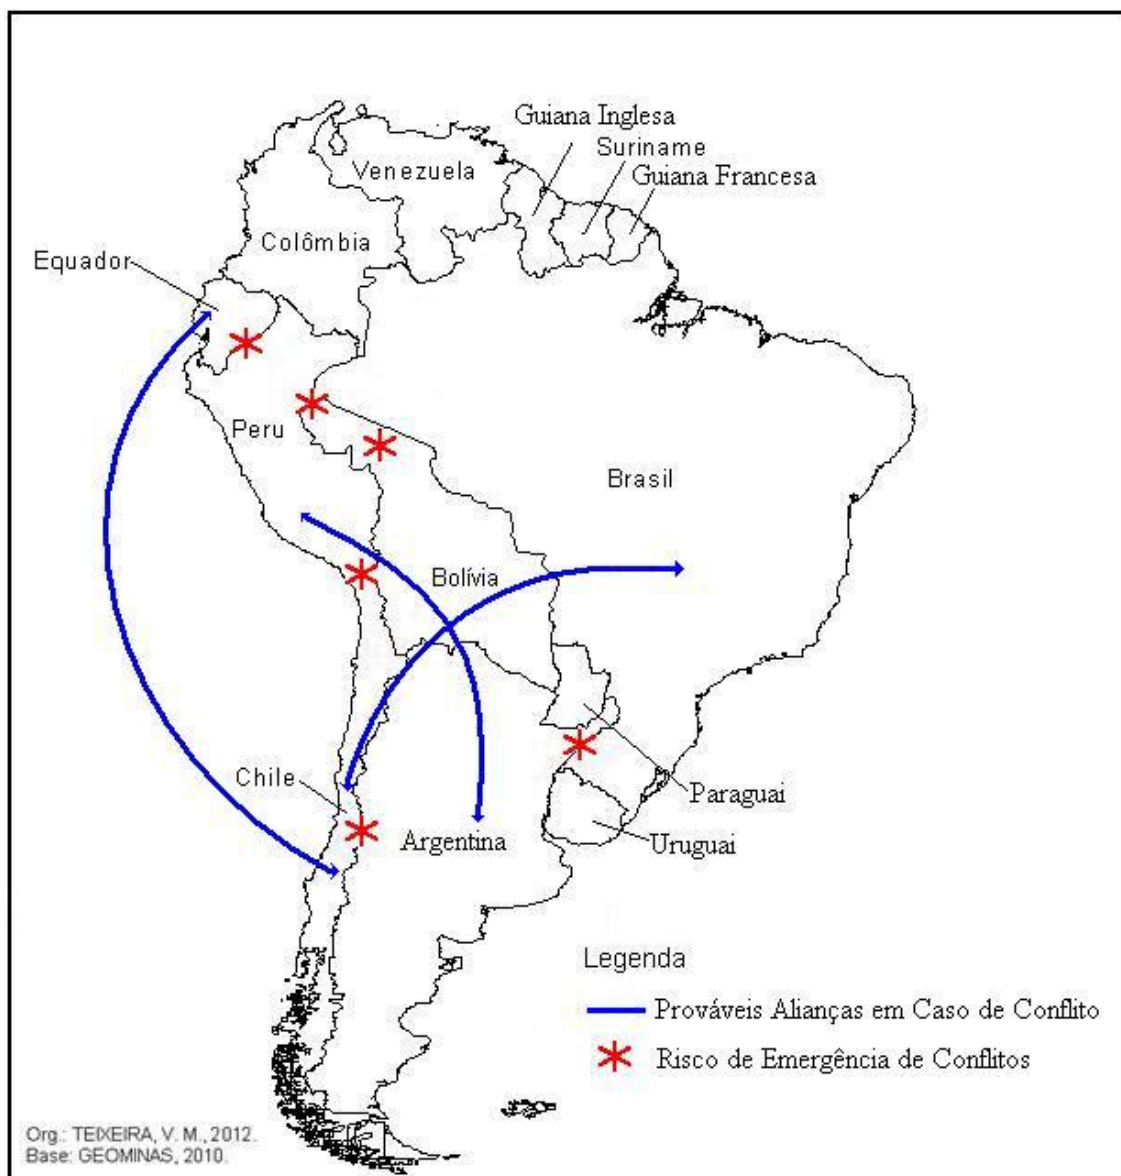 Guiana Inglesa
Suriname
Guiana Francesa
Venezuela
Colômbia
Equador
Peru
Brasil
Bolívia
Chile
Paraguai
Argentina
Uruguai
Legenda
Prováveis Alianças em Caso de Conflito
Risco de Emergência de Conflitos
Org.: TEIXEIRA, V. M., 2012.
Base: GEOMINAS, 2010.